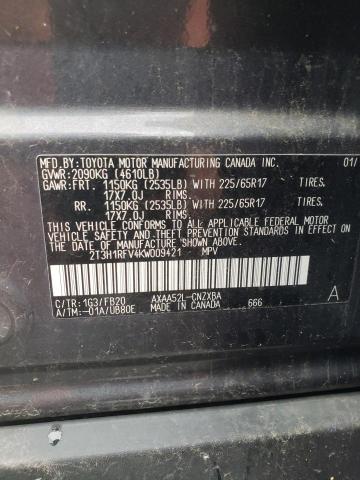 MFD.BY:TOYOTA MOTOR MANUFACTURING CANADA INC. 01/
GVWR:2090KG (4610LB)
GAWR:FRT. 1150KG (2535LB) WITH 225/65R17 TIRES,
17X7.0J RIMS.
RR. 1150KG (2535LB) WITH 225/65R17 TIRES,
17X7.0J RIMS.
THIS VEHICLE CONFORMS TO ALL APPLICABLE FEDERAL MOTOR
VEHICLE SAFETY AND THEFT PREVENTION STANDARDS IN
EFFECT ON THE DATE OF MANUFACTURE SHOWN ABOVE.
2T3H1RFV4KW009421 MPV
C/TR:1G3/FB20 AXAA52L-CNZXBA A
A/TM:-01A/UB80E MADE IN CANADA 666